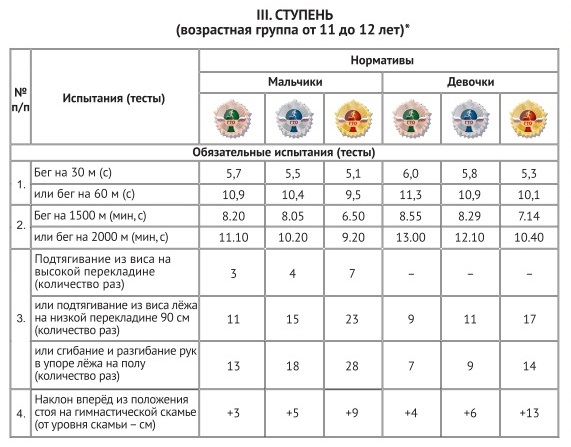 III. СТУПЕНЬ
(возрастная группа от 11 до 12 лет)*
№ п/п
Испытания (тесты)
Нормативы
Мальчики Девочки
ГТО ГТО ГТО ГТО ГТО ГТО
Обязательные испытания (тесты)
1. Бег на 30 м (с) 5,7 5,5 5,1 6,0 5,8 5,3
или бег на 60 м (с) 10,9 10,4 9,5 11,3 10,9 10,1
2. Бег на 1500 м (мин, с) 8.20 8.05 6.50 8.55 8.29 7.14
или бег на 2000 м (мин, с) 11.10 10.20 9.20 13.00 12.10 10.40
3. Подтягивание из виса на
высокой перекладине
(количество раз) 3 4 7 – – –
или подтягивание из виса лёжа
на низкой перекладине 90 см
(количество раз) 11 15 23 9 11 17
или сгибание и разгибание рук
в упоре лёжа на полу
(количество раз) 13 18 28 7 9 14
4. Наклон вперёд из положения
стоя на гимнастической скамье
(от уровня скамьи – см) +3 +5 +9 +4 +6 +13